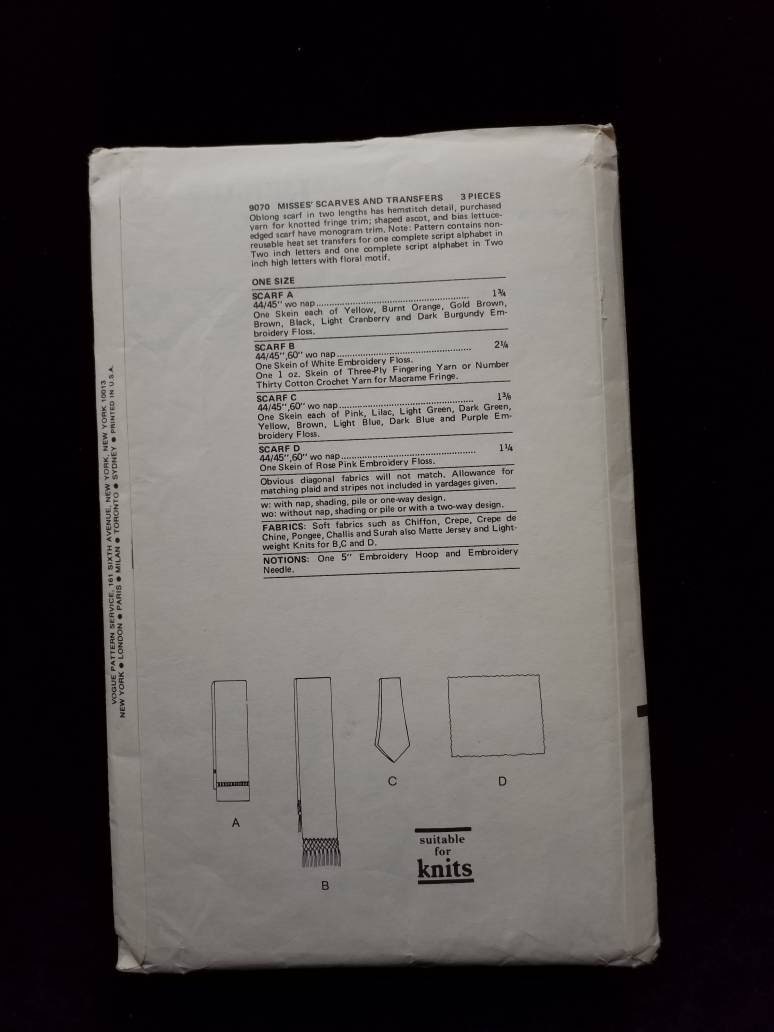 9070 MISSES' SCARVES AND TRANSFERS 3 PIECES
Oblong scarf in two lengths has hemstitch detail, purchased
yarn for knotted fringe trim; shaped ascot, and bias lettuce-
edged scarf have monogram trim. Note: Pattern contains non-
reusable heat set transfers for one complete script alphabet in
Two inch letters and one complete script alphabet in Two
inch high letters with floral motif.
ONE SIZE
SCARF A
44/45" wo nap 1¾
One Skein each of Yellow, Burnt Orange, Gold Brown,
Brown, Black, Light Cranberry and Dark Burgundy Em-
broidery Floss.
SCARF B
44/45",60" wo nap 2¼
One Skein of White Embroidery Floss.
One 1 oz. Skein of Three-Ply Fingering Yarn or Number
Thirty Cotton Crochet Yarn for Macrame Fringe.
SCARF C
44/45",60" wo nap 1⅜
One Skein each of Pink, Lilac, Light Green, Dark Green,
Yellow, Brown, Light Blue, Dark Blue and Purple Em-
broidery Floss.
SCARF D
44/45",60" wo nap 1¼
One Skein of Rose Pink Embroidery Floss.
Obvious diagonal fabrics will not match. Allowance for
matching plaid and stripes not included in yardages given.
w: with nap, shading, pile or one-way design.
wo: without nap, shading or pile or with a two-way design.
FABRICS: Soft fabrics such as Chiffon, Crepe, Crepe de
Chine, Pongee, Challis and Surah also Matte Jersey and Light-
weight Knits for B,C and D.
NOTIONS: One 5" Embroidery Hoop and Embroidery
Needle.
VOGUE PATTERN SERVICE, 161 SIXTH AVENUE, NEW YORK, NEW YORK 10013
NEW YORK ● LONDON ● PARIS ● MILAN ● TORONTO ● SYDNEY ● PRINTED IN U.S.A.
A
B
C
D
suitable
for
knits